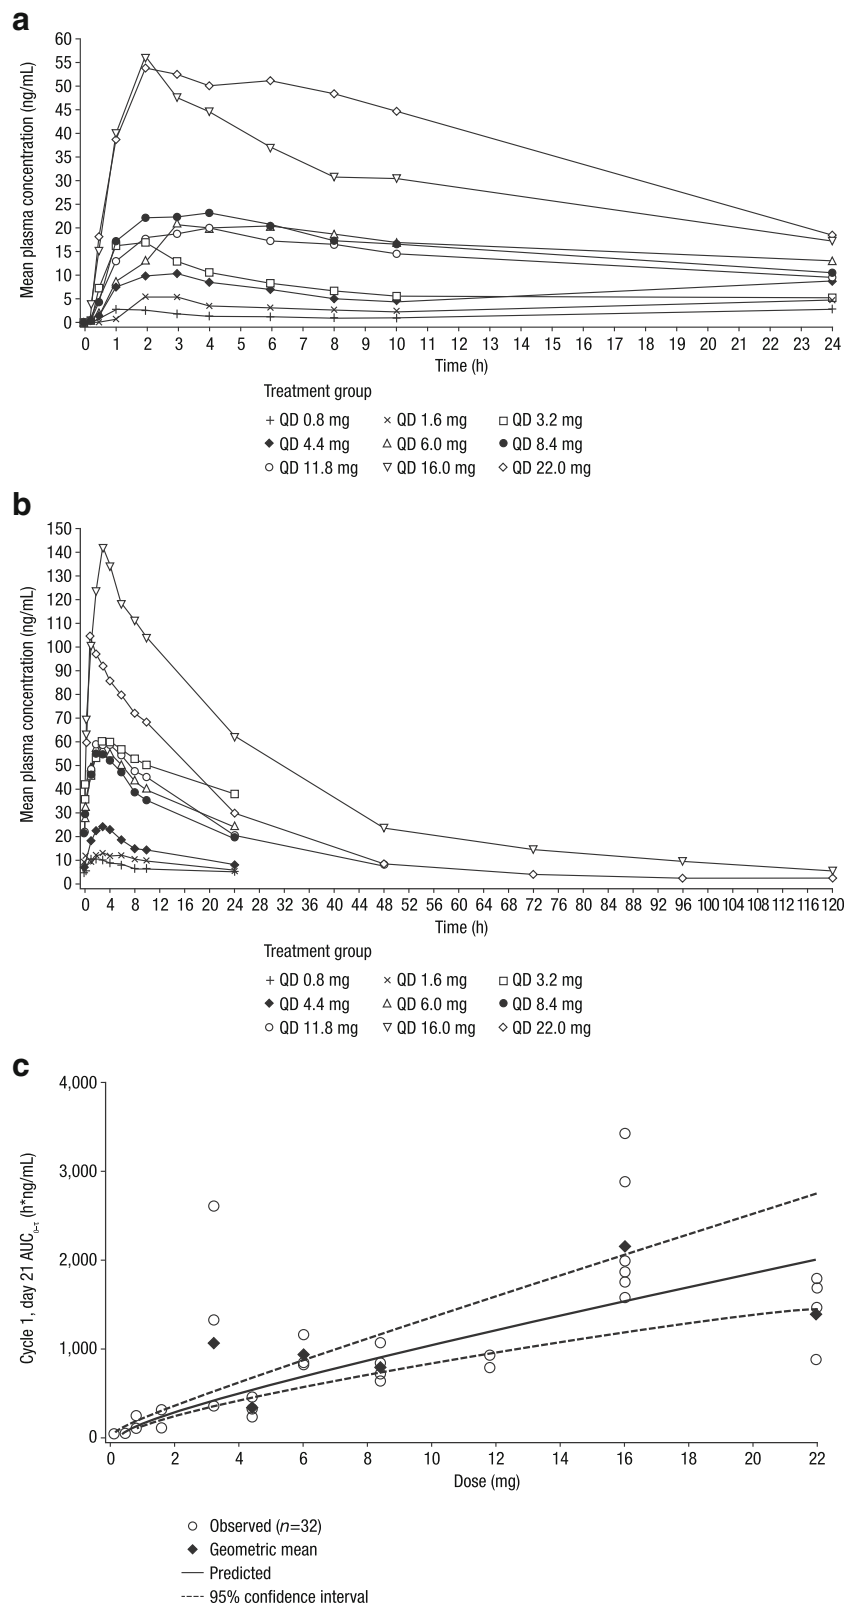 a
Mean plasma concentration (ng/mL)
60
55
50
45
40
35
30
25
20
15
10
5
0
0 1 2 3 4 5 6 7 8 9 10 11 12 13 14 15 16 17 18 19 20 21 22 23 24
Time (h)
Treatment group
QD 0.8 mg QD 1.6 mg QD 3.2 mg
QD 4.4 mg QD 6.0 mg QD 8.4 mg
QD 11.8 mg QD 16.0 mg QD 22.0 mg
b
Mean plasma concentration (ng/mL)
150
140
130
120
110
100
90
80
70
60
50
40
30
20
10
0
0 4 8 12 16 20 24 28 32 36 40 44 48 52 56 60 64 68 72 76 80 84 88 92 96 100 104 108 112 116 120
Time (h)
Treatment group
QD 0.8 mg QD 1.6 mg QD 3.2 mg
QD 4.4 mg QD 6.0 mg QD 8.4 mg
QD 11.8 mg QD 16.0 mg QD 22.0 mg
c
Cycle 1, day 21 AUC0–τ (h*ng/mL)
4,000
3,000
2,000
1,000
0
0 2 4 6 8 10 12 14 16 18 20 22
Dose (mg)
Observed (n=32)
Geometric mean
Predicted
95% confidence interval